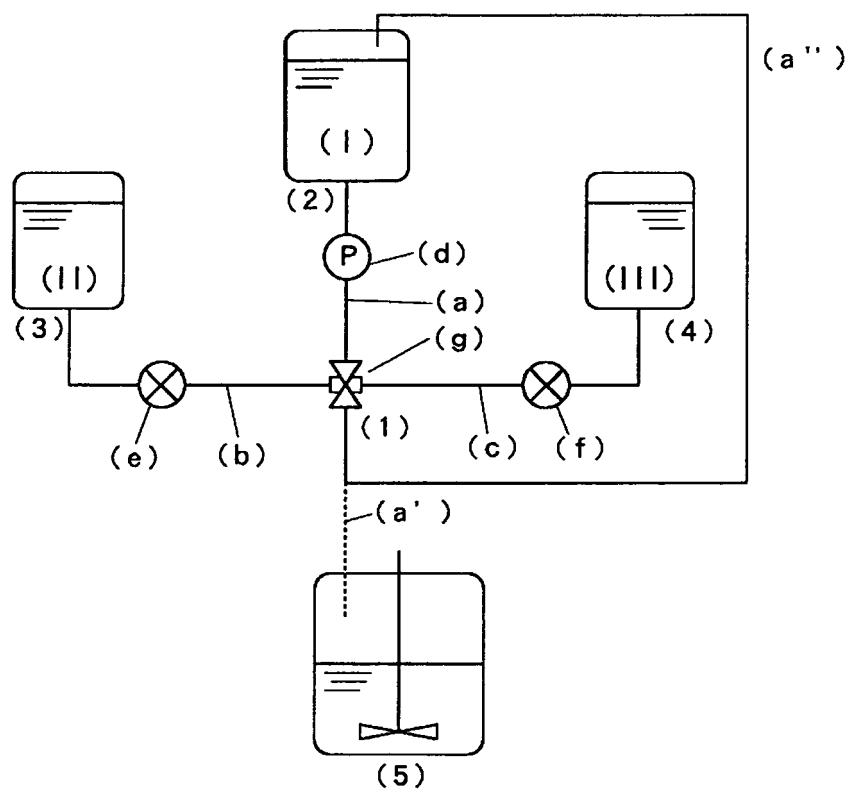 (a'')
(I)
(2)
P
(d)
(II)
(III)
(a)
(3)
(4)
(g)
(1)
(e)
(b)
(c)
(f)
(a')
(5)